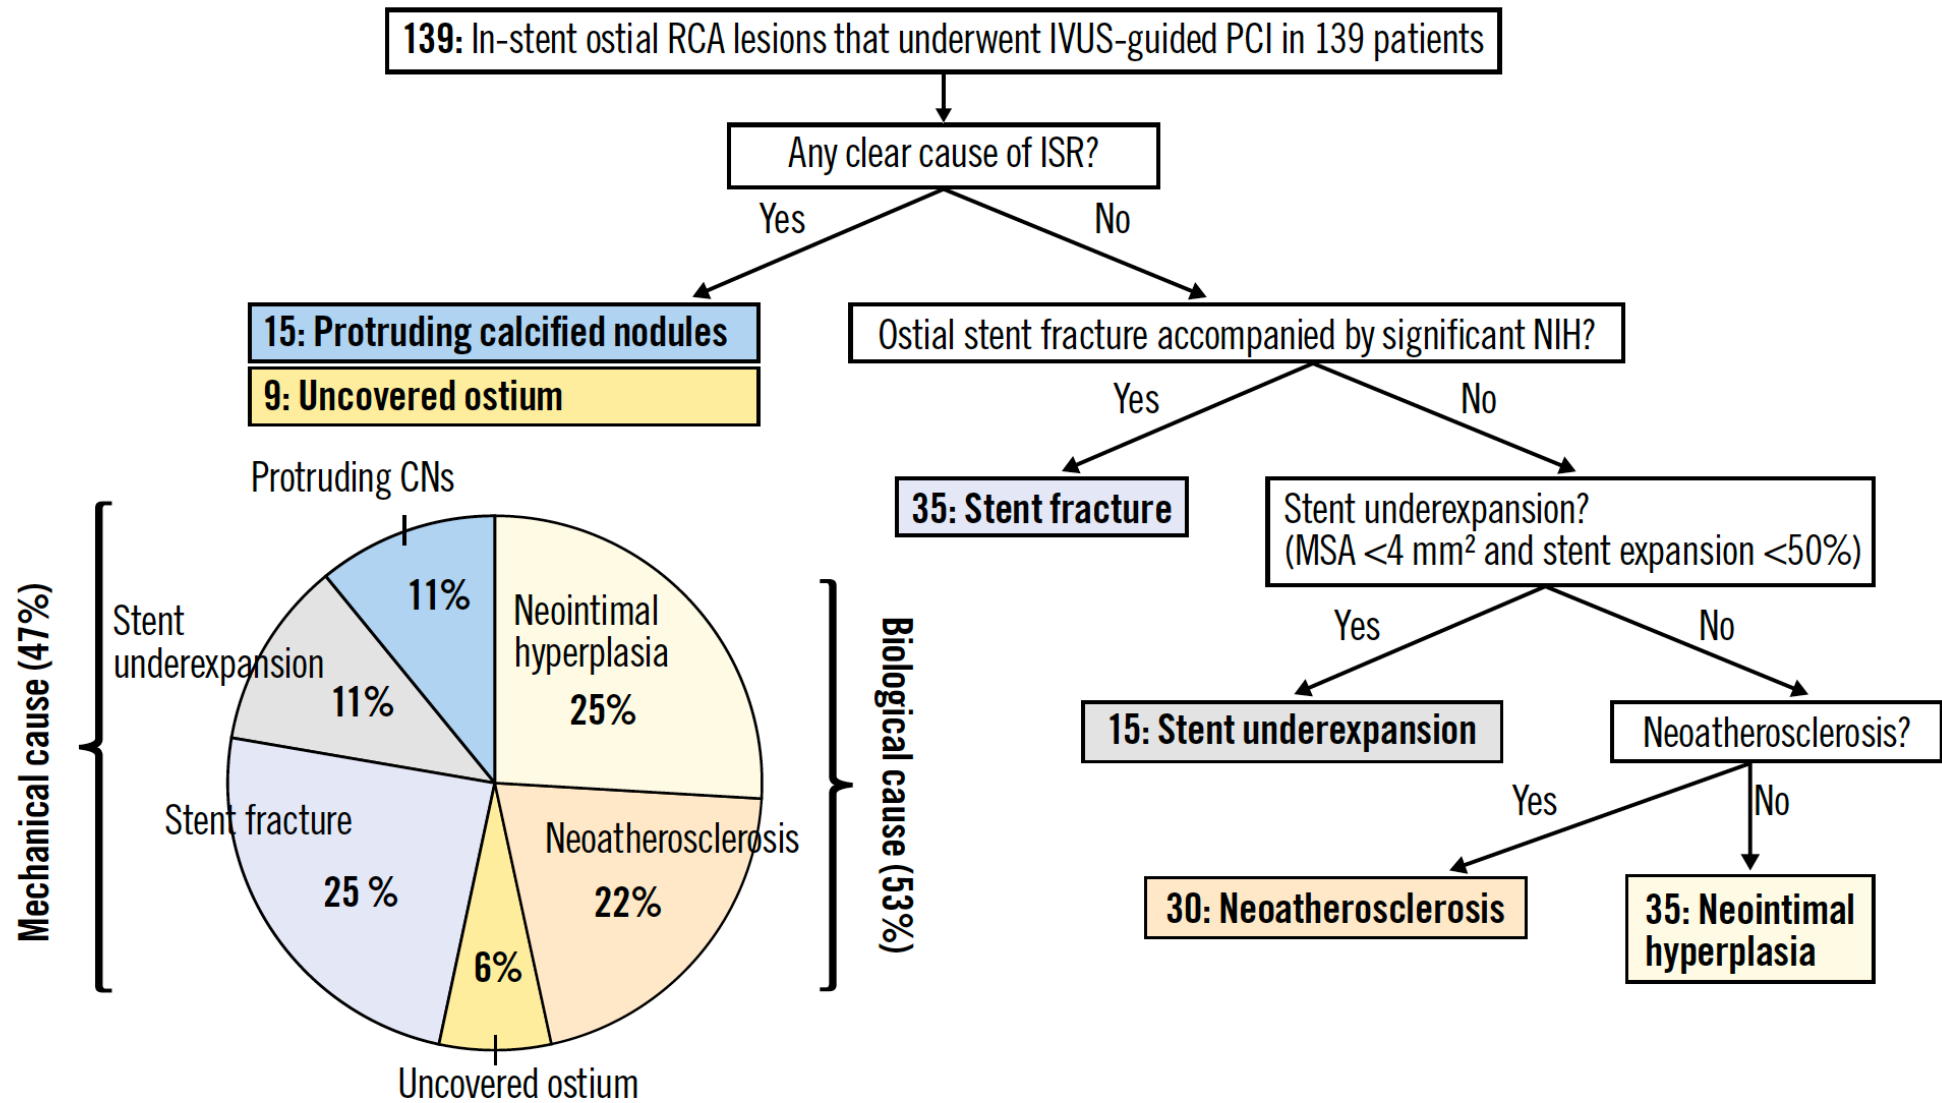 139: In-stent ostial RCA lesions that underwent IVUS-guided PCI in 139 patients
Any clear cause of ISR?
Yes
No
15: Protruding calcified nodules
9: Uncovered ostium
Ostial stent fracture accompanied by significant NIH?
Yes
No
35: Stent fracture
Stent underexpansion?
(MSA <4 mm² and stent expansion <50%)
Yes
No
15: Stent underexpansion
Neoatherosclerosis?
Yes
No
30: Neoatherosclerosis
35: Neointimal
hyperplasia
Mechanical cause (47%)
Protruding CNs
11%
Stent
underexpansion
11%
Stent fracture
25 %
Neointimal
hyperplasia
25%
Neoatherosclerosis
22%
6%
Uncovered ostium
Biological cause (53%)